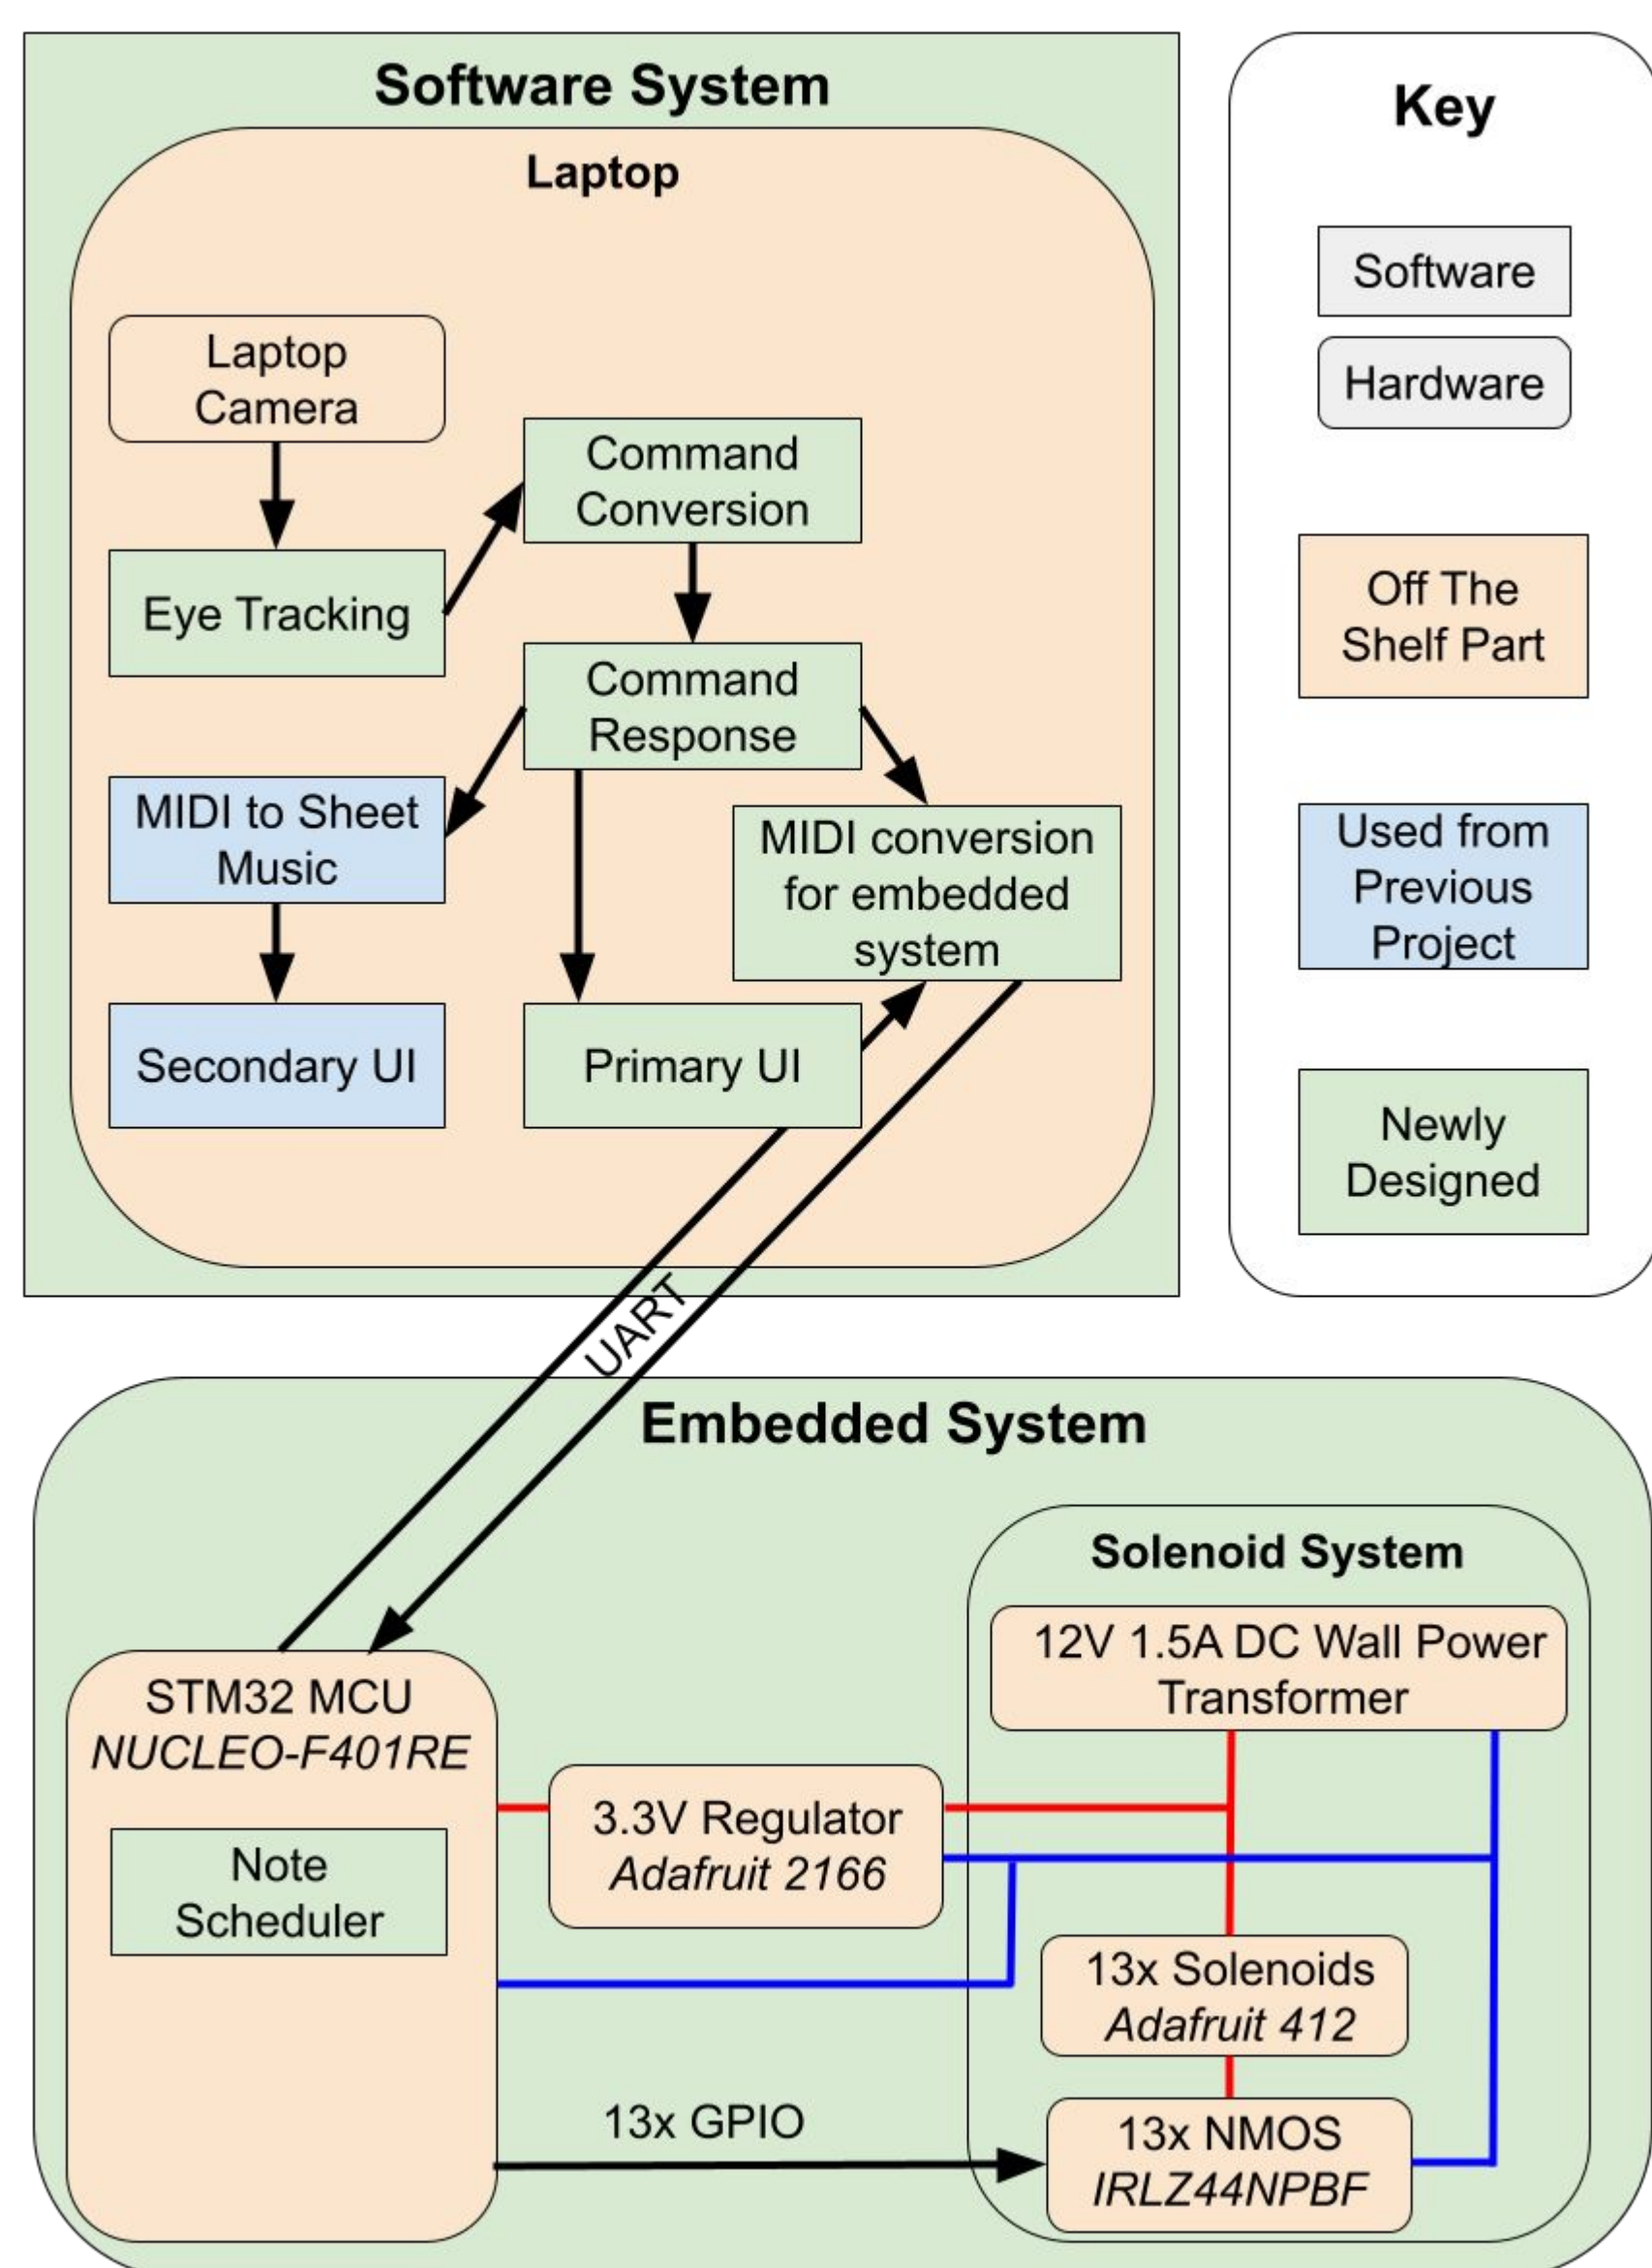 Software System
Laptop
Laptop
Camera
Eye Tracking
Command
Conversion
Command
Response
MIDI to Sheet
Music
MIDI conversion
for embedded
system
Secondary UI
Primary UI
Key
Software
Hardware
Off The
Shelf Part
Used from
Previous
Project
Newly
Designed
UART
Embedded System
STM32 MCU
NUCLEO-F401RE
Note
Scheduler
3.3V Regulator
Adafruit 2166
13x GPIO
Solenoid System
12V 1.5A DC Wall Power
Transformer
13x Solenoids
Adafruit 412
13x NMOS
IRLZ44NPBF